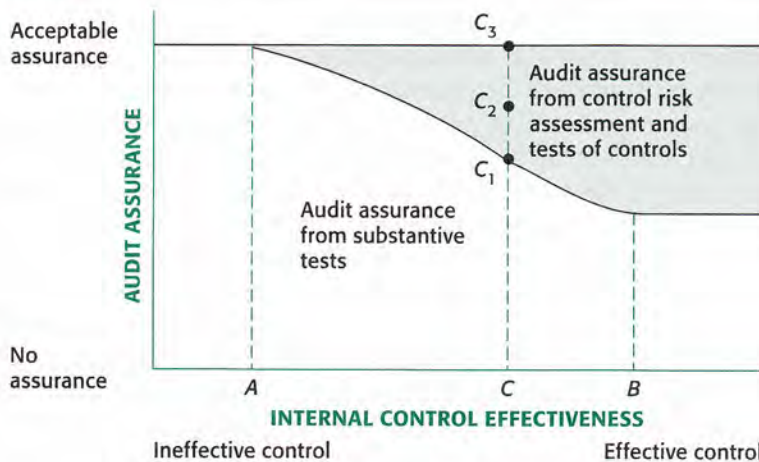 Acceptable
assurance
C3
Audit assurance
from control risk
assessment and
tests of controls
C2
C1
Audit assurance
from substantive
tests
AUDIT ASSURANCE
No
assurance
A
C
B
INTERNAL CONTROL EFFECTIVENESS
Ineffective control
Effective control